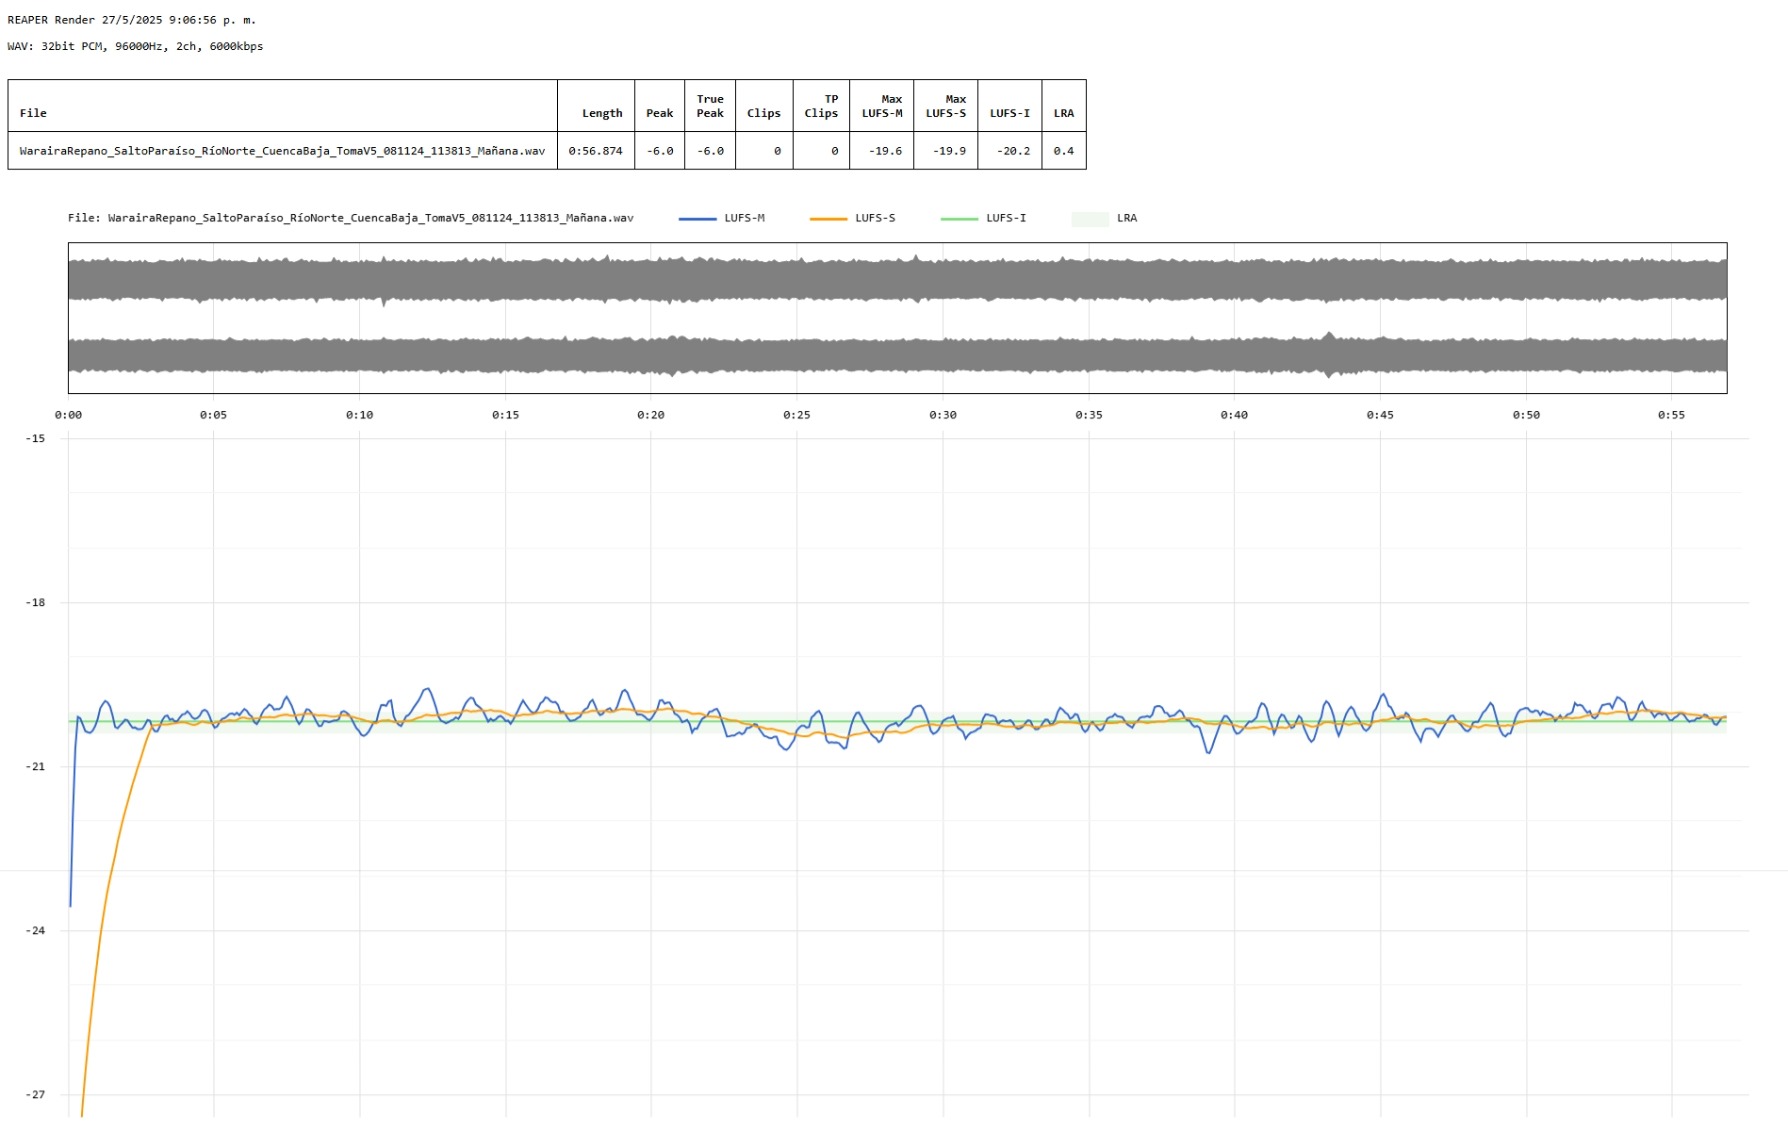 REAPER Render 27/5/2025 9:06:56 p. m.
WAV: 32bit PCM, 96000Hz, 2ch, 6000kbps
File Length Peak True Peak Clips TP Clips Max LUFS-M Max LUFS-S LUFS-I LRA
WarairaRepano_SaltoParaíso_RíoNorte_CuencaBaja_TomaV5_081124_113813_Mañana.wav 0:56.874 -6.0 -6.0 0 0 -19.6 -19.9 -20.2 0.4
File: WarairaRepano_SaltoParaíso_RíoNorte_CuencaBaja_TomaV5_081124_113813_Mañana.wav LUFS-M LUFS-S LUFS-I LRA
0:00 0:05 0:10 0:15 0:20 0:25 0:30 0:35 0:40 0:45 0:50 0:55
-15
-18
-21
-24
-27